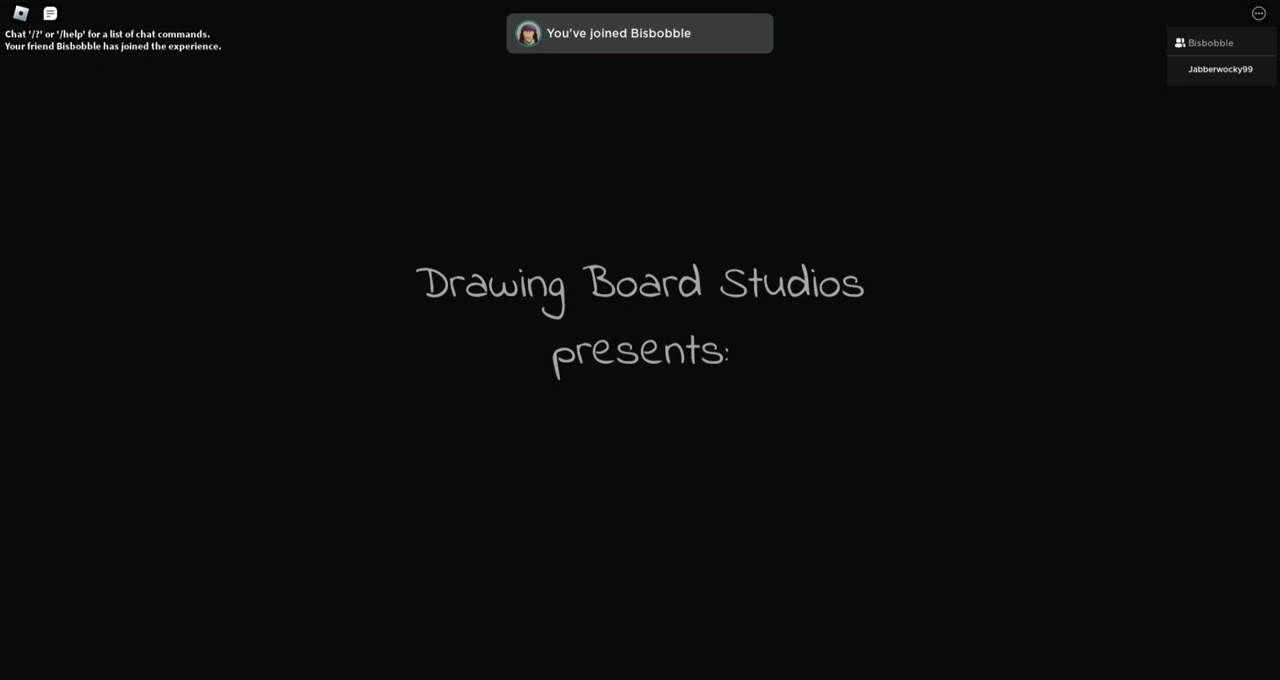 Chat '/?' or '/help' for a list of chat commands.
Your friend Bisbobble has joined the experience.
You've joined Bisbobble
Bisbobble
Jabberwocky99
Drawing Board Studios
presents: